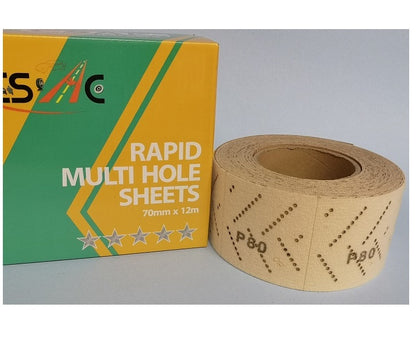 RAPID
MULTI HOLE
SHEETS
70mm x 12m
P80
P80